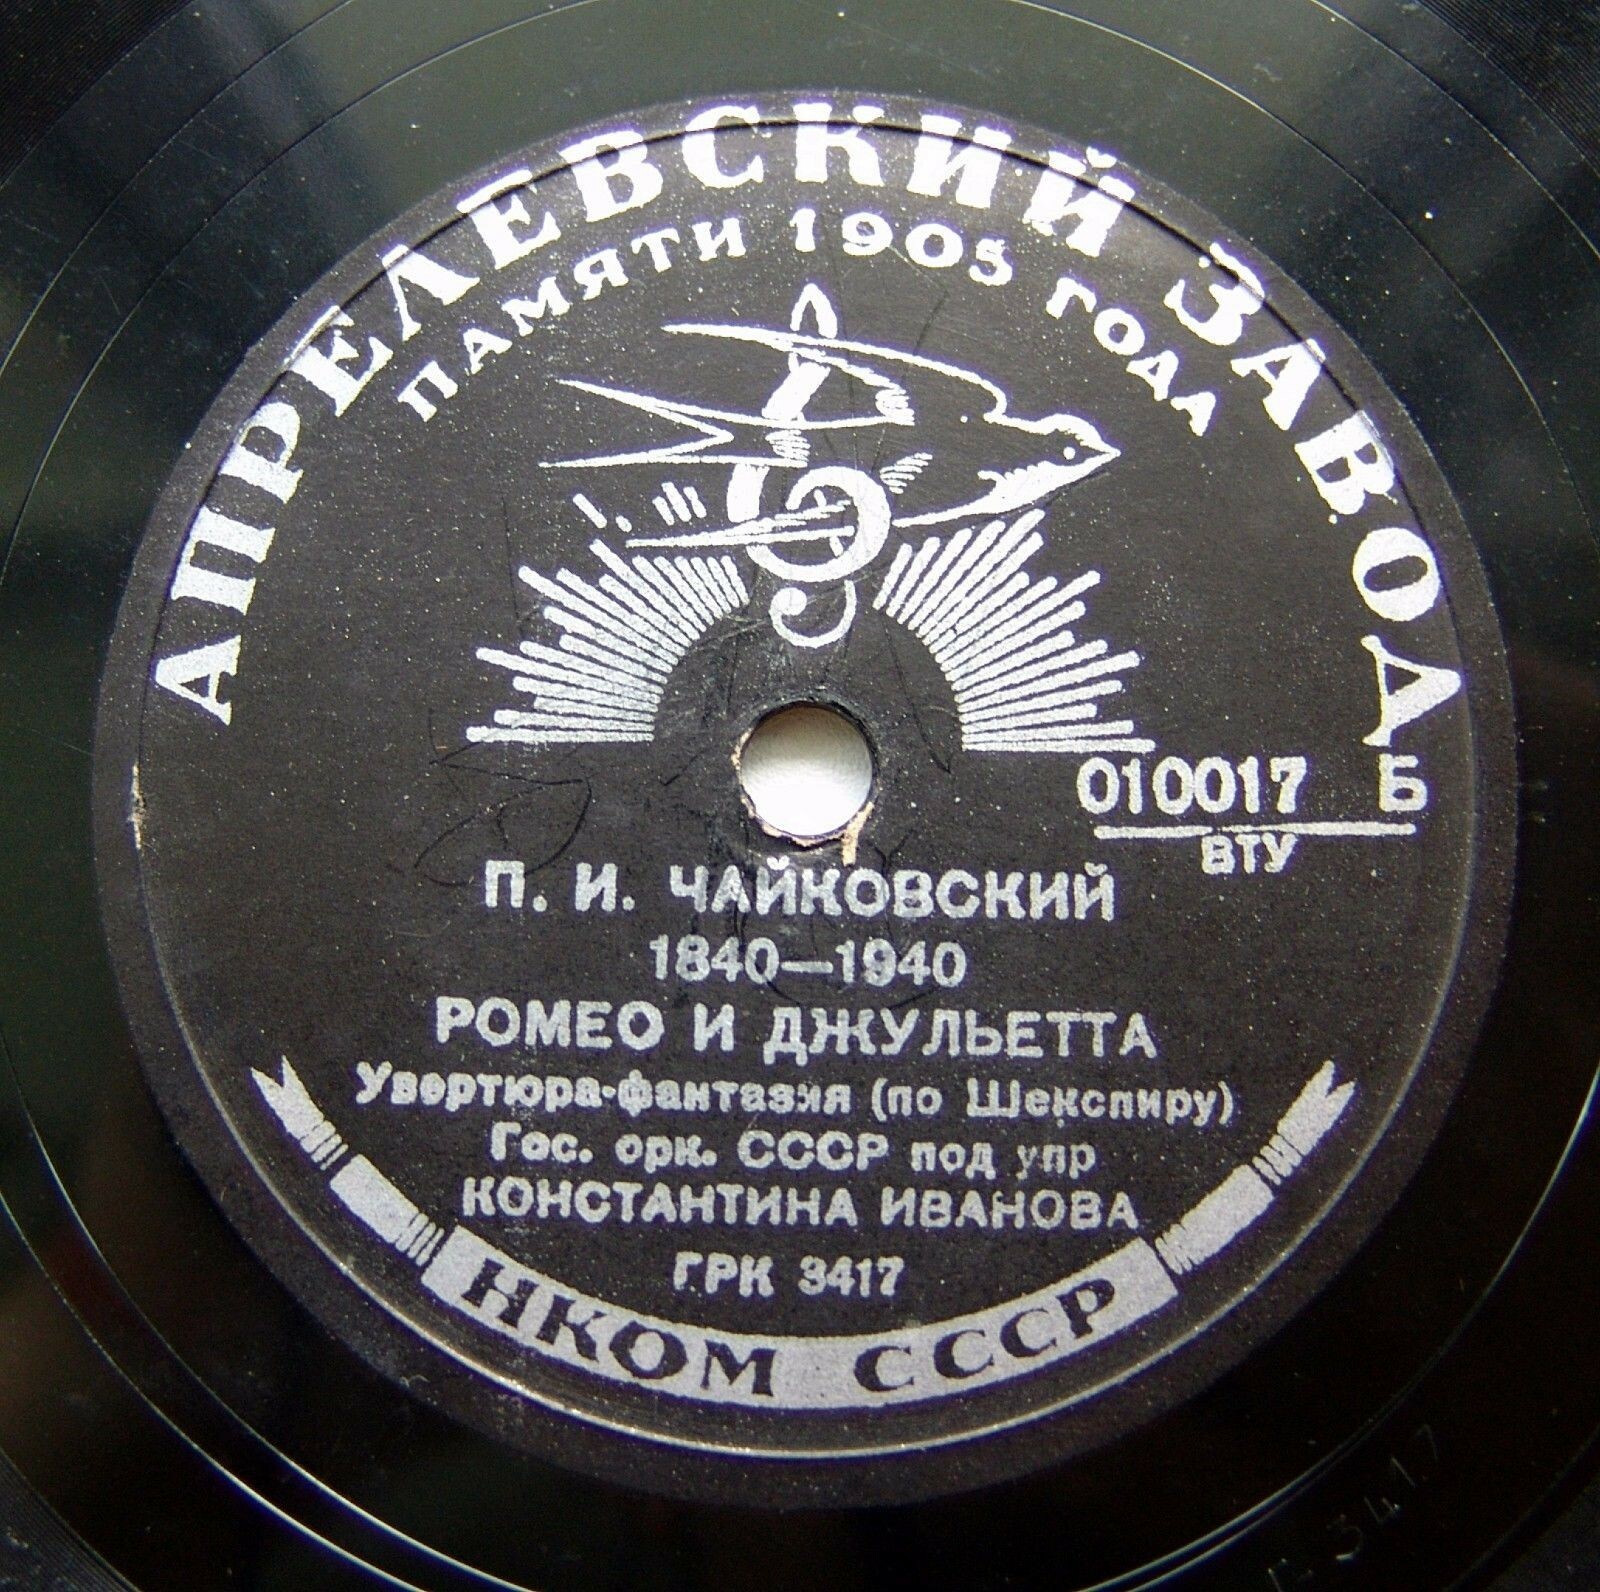 АПРЕЛЕВСКИЙ ЗАВОД
ПАМЯТИ 1905 ГОДА
010017 Б
ВТУ
П. И. ЧАЙКОВСКИЙ
1840—1940
РОМЕО И ДЖУЛЬЕТТА
Увертюра-фантазия (по Шекспиру)
Гос. орк. СССР под упр
КОНСТАНТИНА ИВАНОВА
ГРК 3417
НКОМ СССР
3417